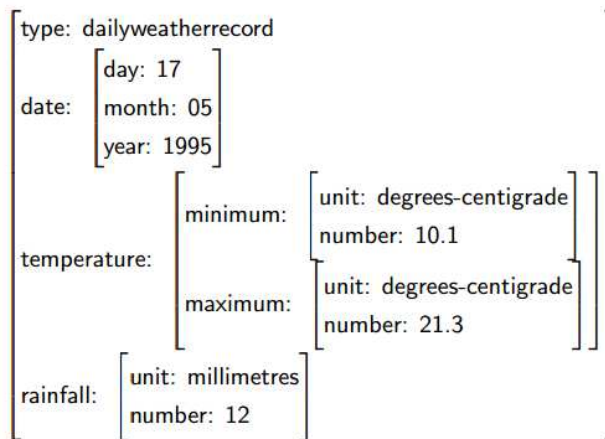 type: dailyweatherrecord
day: 17
date: month: 05
year: 1995
unit: degrees-centigrade
minimum:
number: 10.1
temperature:
unit: degrees-centigrade
maximum:
number: 21.3
unit: millimetres
rainfall:
number: 12